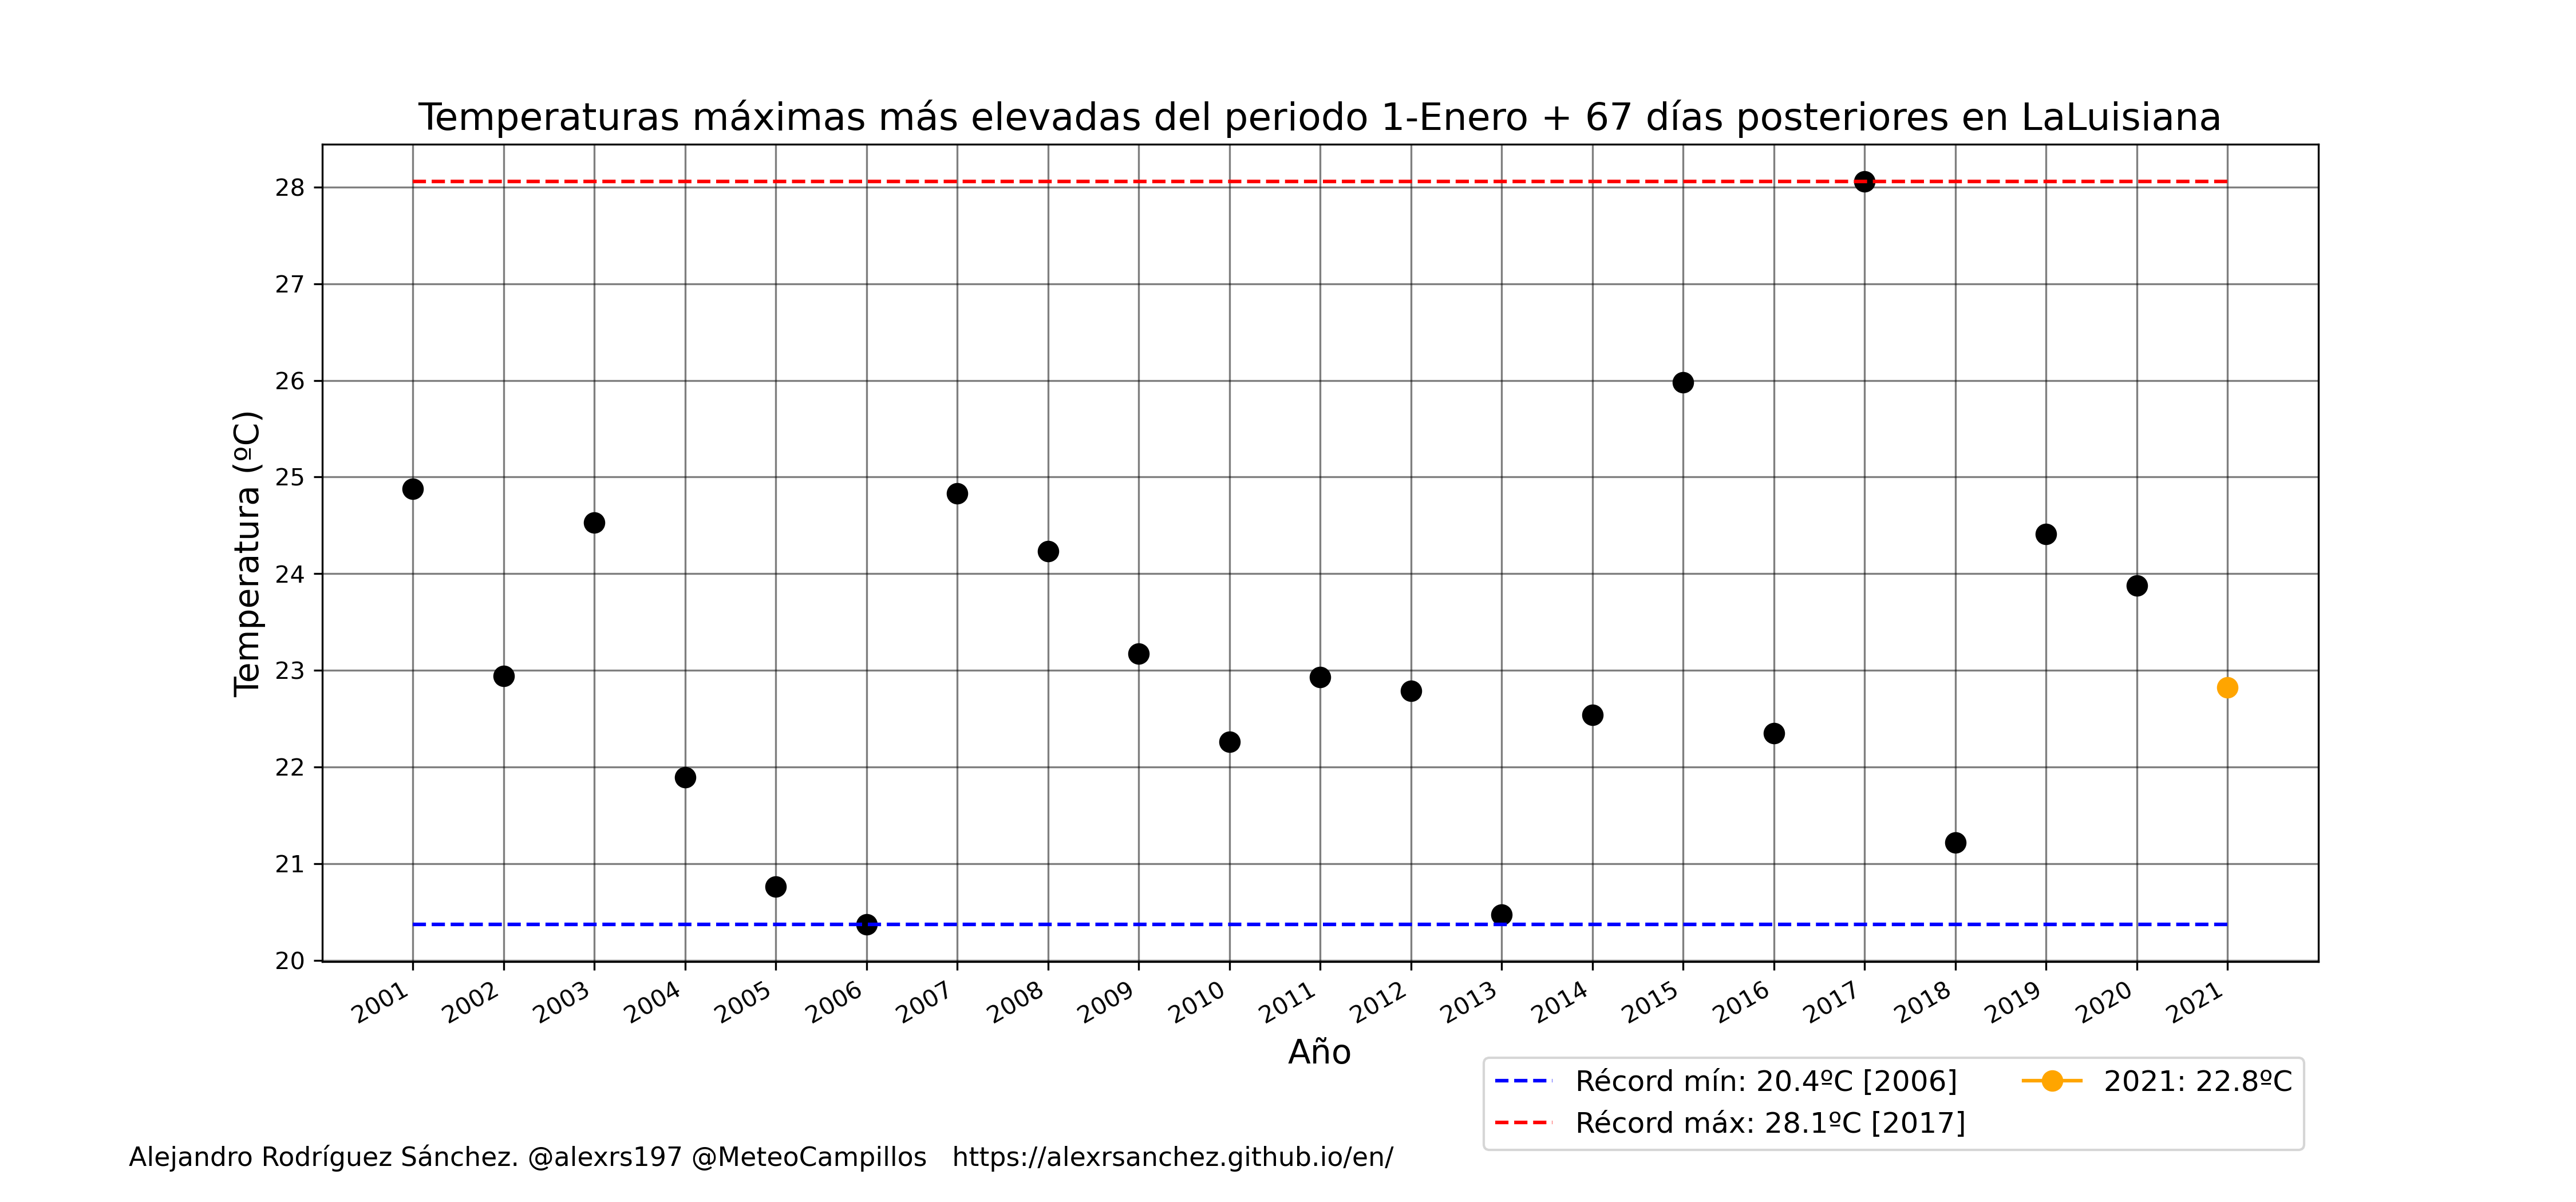 Temperaturas máximas más elevadas del periodo 1-Enero + 67 días posteriores en LaLuisiana
Temperatura (ºC)
28
27
26
25
24
23
22
21
20
2001 2002 2003 2004 2005 2006 2007 2008 2009 2010 2011 2012 2013 2014 2015 2016 2017 2018 2019 2020 2021
Año
Récord mín: 20.4ºC [2006] 2021: 22.8ºC
Récord máx: 28.1ºC [2017]
Alejandro Rodríguez Sánchez. @alexrs197 @MeteoCampillos https://alexrsanchez.github.io/en/